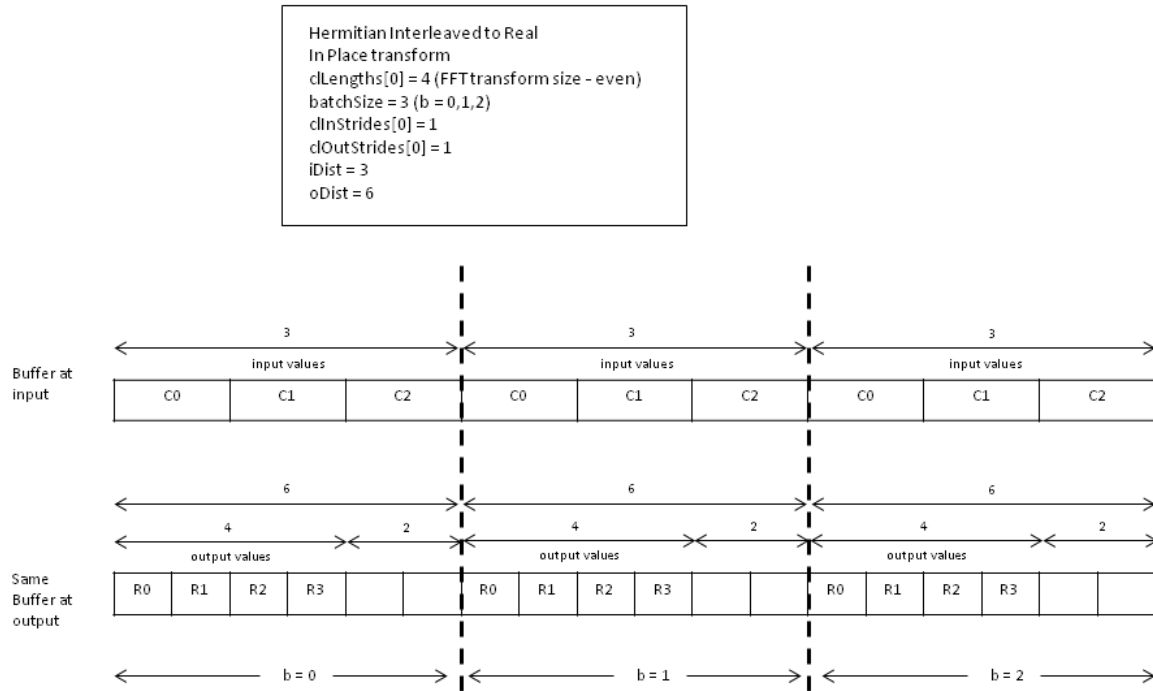 Hermitian Interleaved to Real
In Place transform
clLengths[0] = 4 (FFT transform size – even)
batchSize = 3 (b = 0,1,2)
clInStrides[0] = 1
clOutStrides[0] = 1
iDist = 3
oDist = 6
3 3 3
input values input values input values
Buffer at
input
C0 C1 C2 C0 C1 C2 C0 C1 C2
6 6 6
4 2 4 2 4 2
output values output values output values
Same
Buffer at
output
R0 R1 R2 R3 R0 R1 R2 R3 R0 R1 R2 R3
b = 0 b = 1 b = 2